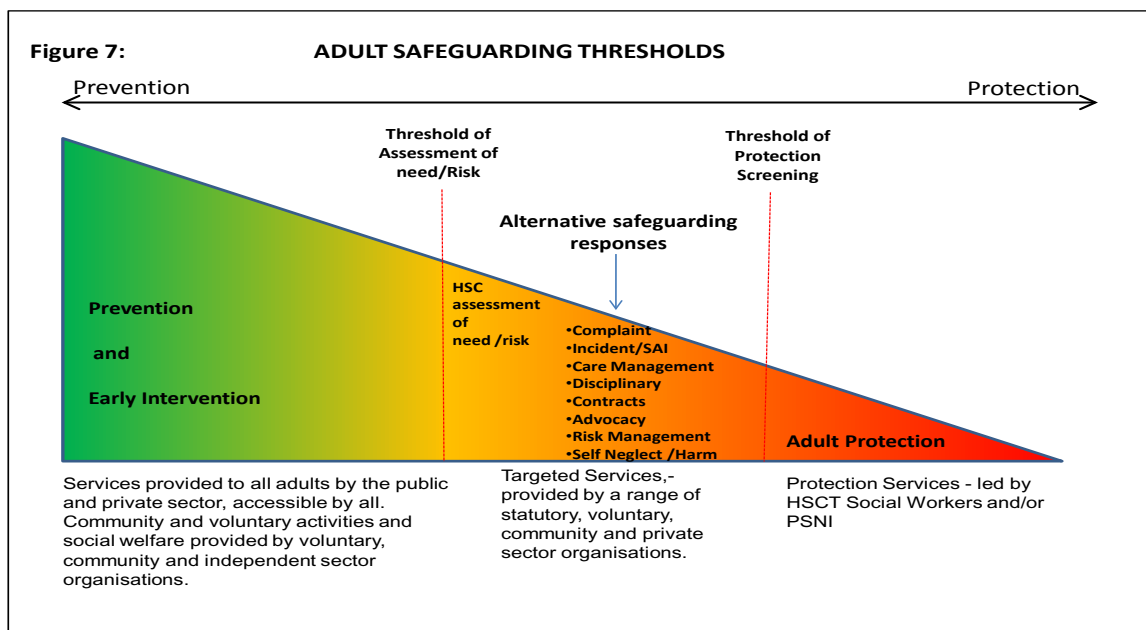 Figure 7: ADULT SAFEGUARDING THRESHOLDS
Prevention
Protection
Threshold of
Assessment of
need/Risk
Threshold of
Protection
Screening
Alternative safeguarding
responses
Prevention
and
Early Intervention
HSC
assessment
of
need /risk
•Complaint
•Incident/SAI
•Care Management
•Disciplinary
•Contracts
•Advocacy
•Risk Management
•Self Neglect /Harm
Adult Protection
Services provided to all adults by the public
and private sector, accessible by all.
Community and voluntary activities and
social welfare provided by voluntary,
community and independent sector
organisations.
Targeted Services,-
provided by a range of
statutory, voluntary,
community and private
sector organisations.
Protection Services - led by
HSCT Social Workers and/or
PSNI